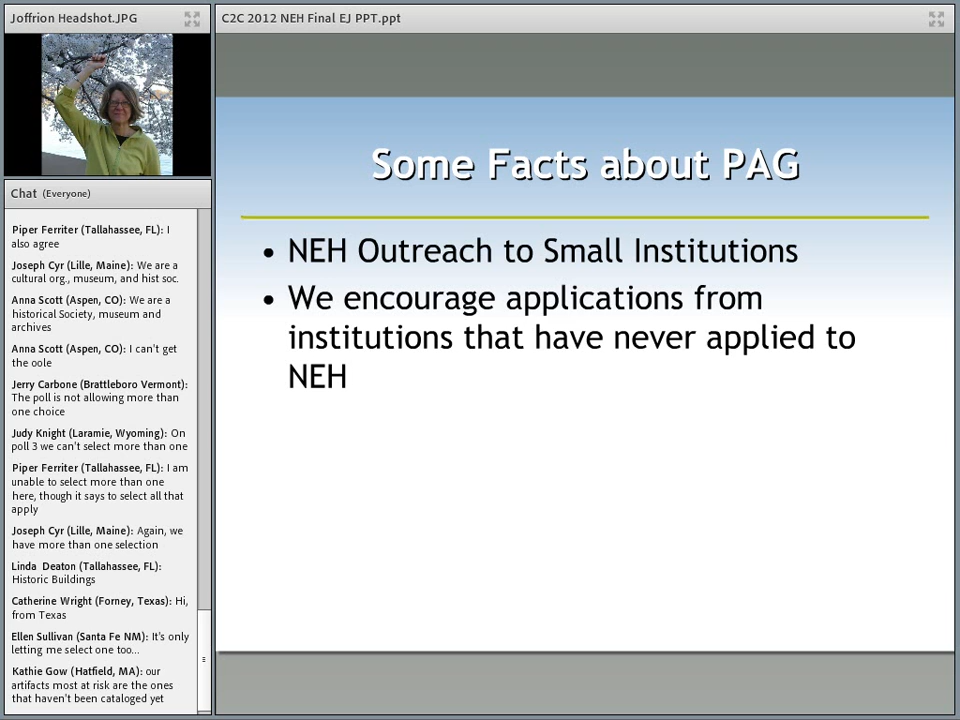 Joffrion Headshot.JPG
Chat (Everyone)
Piper Ferriter (Tallahassee, FL): I
also agree
Joseph Cyr (Lille, Maine): We are a
cultural org., museum, and hist soc.
Anna Scott (Aspen, CO): We are a
historical Society, museum and
archives
Anna Scott (Aspen, CO): I can't get
the oole
Jerry Carbone (Brattleboro Vermont):
The poll is not allowing more than
one choice
Judy Knight (Laramie, Wyoming): On
poll 3 we can't select more than one
Piper Ferriter (Tallahassee, FL): I am
unable to select more than one
here, though it says to select all that
apply
Joseph Cyr (Lille, Maine): Again, we
have more than one selection
Linda Deaton (Tallahassee, FL):
Historic Buildings
Catherine Wright (Forney, Texas): Hi,
from Texas
Ellen Sullivan (Santa Fe NM): It's only
letting me select one too...
Kathie Gow (Hatfield, MA): our
artifacts most at risk are the ones
that haven't been cataloged yet
C2C 2012 NEH Final EJ PPT.ppt
Some Facts about PAG
• NEH Outreach to Small Institutions
• We encourage applications from
institutions that have never applied to
NEH